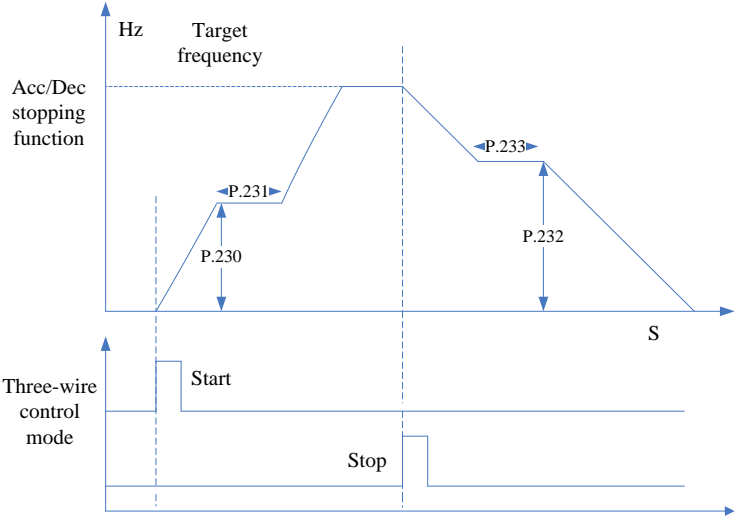 Hz
Target
frequency
Acc/Dec
stopping
function
P.233
P.231
P.232
P.230
S
Three-wire
control
mode
Start
Stop